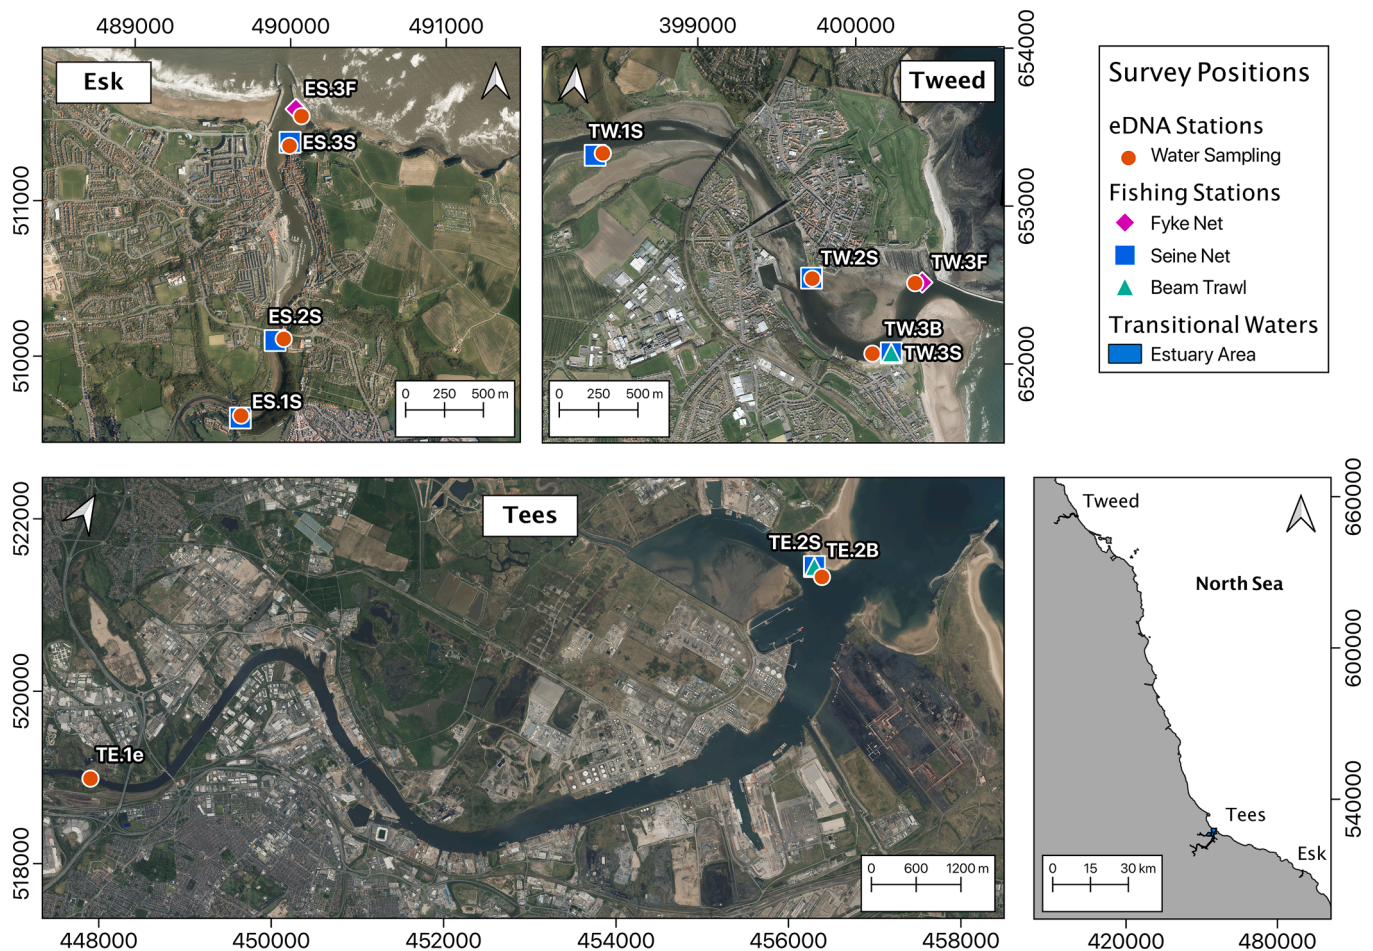 489000 490000 491000
399000 400000
Esk
ES.3F
ES.3S
ES.2S
ES.1S
511000
510000
0 250 500 m
Tweed
TW.1S
TW.2S
TW.3F
TW.3B
TW.3S
0 250 500 m
654000
653000
652000
Survey Positions
eDNA Stations
Water Sampling
Fishing Stations
Fyke Net
Seine Net
Beam Trawl
Transitional Waters
Estuary Area
Tees
TE.2S
TE.2B
TE.1e
522000
520000
518000
0 600 1200 m
448000 450000 452000 454000 456000 458000
Tweed
North Sea
Tees
Esk
0 15 30 km
660000
600000
540000
420000 480000